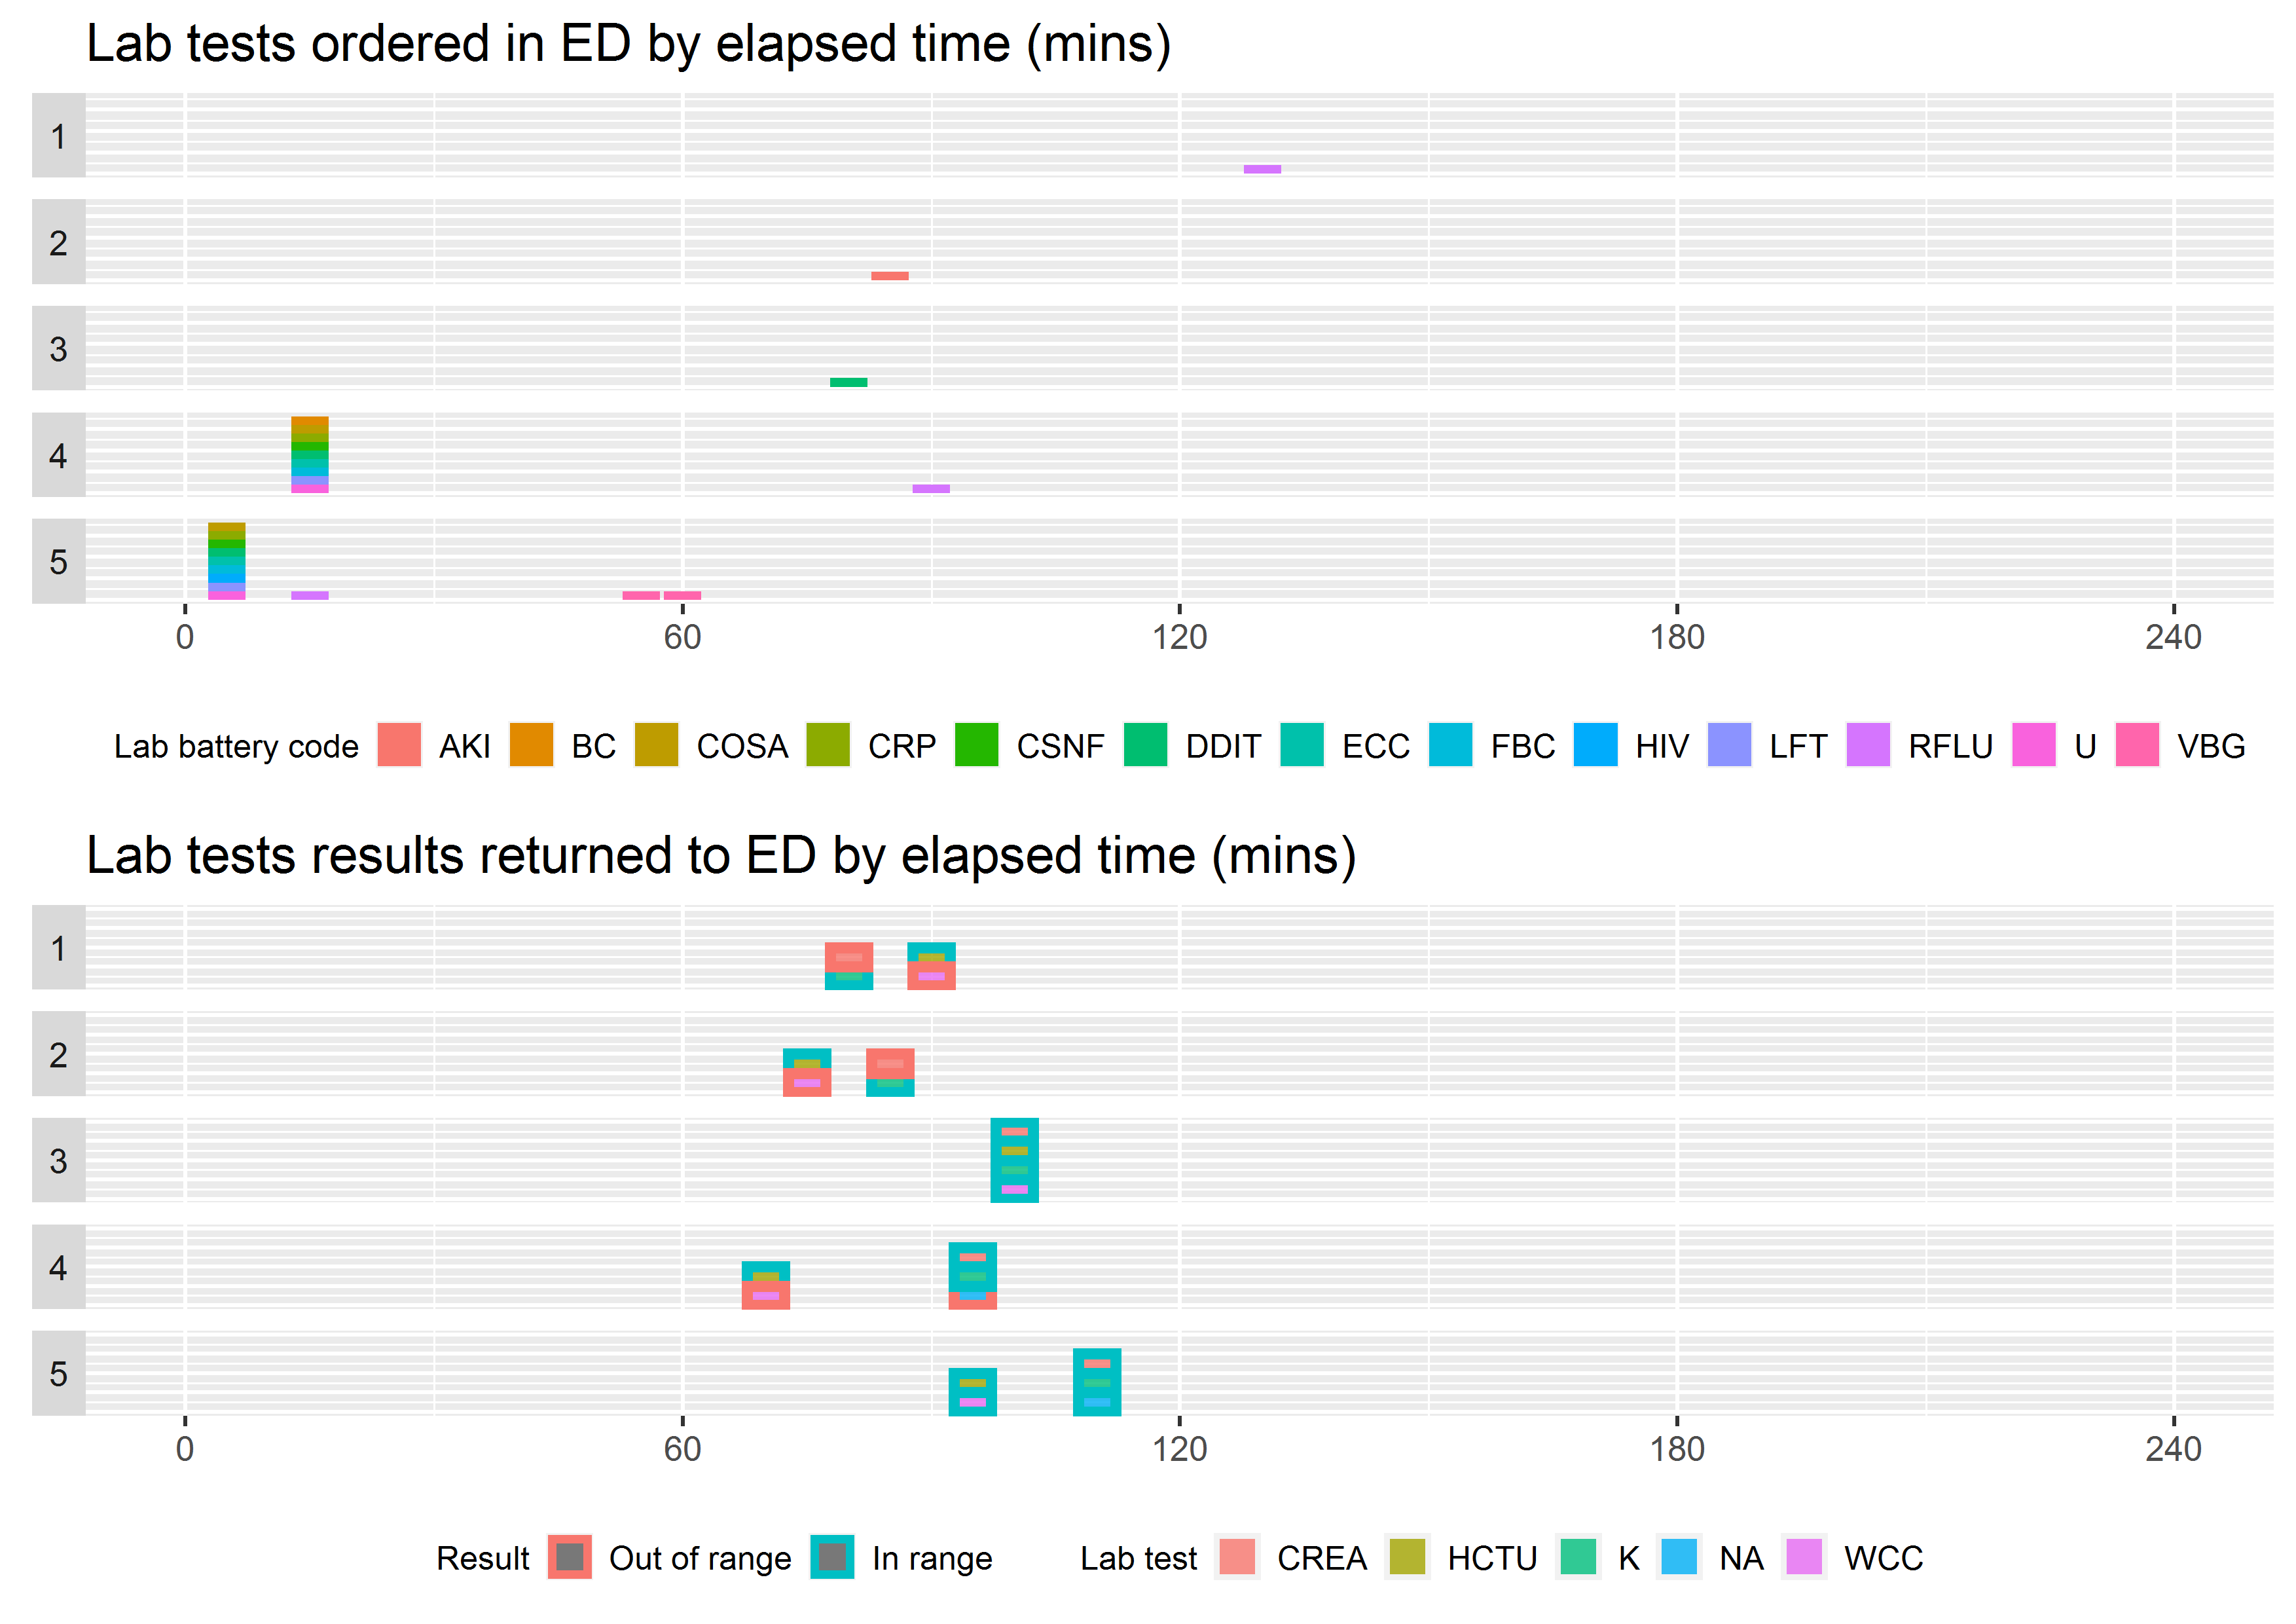 Lab tests ordered in ED by elapsed time (mins)
1
2
3
4
5
0 60 120 180 240
Lab battery code AKI BC COSA CRP CSNF DDIT ECC FBC HIV LFT RFLU U VBG
Lab tests results returned to ED by elapsed time (mins)
1
2
3
4
5
0 60 120 180 240
Result Out of range In range Lab test CREA HCTU K NA WCC